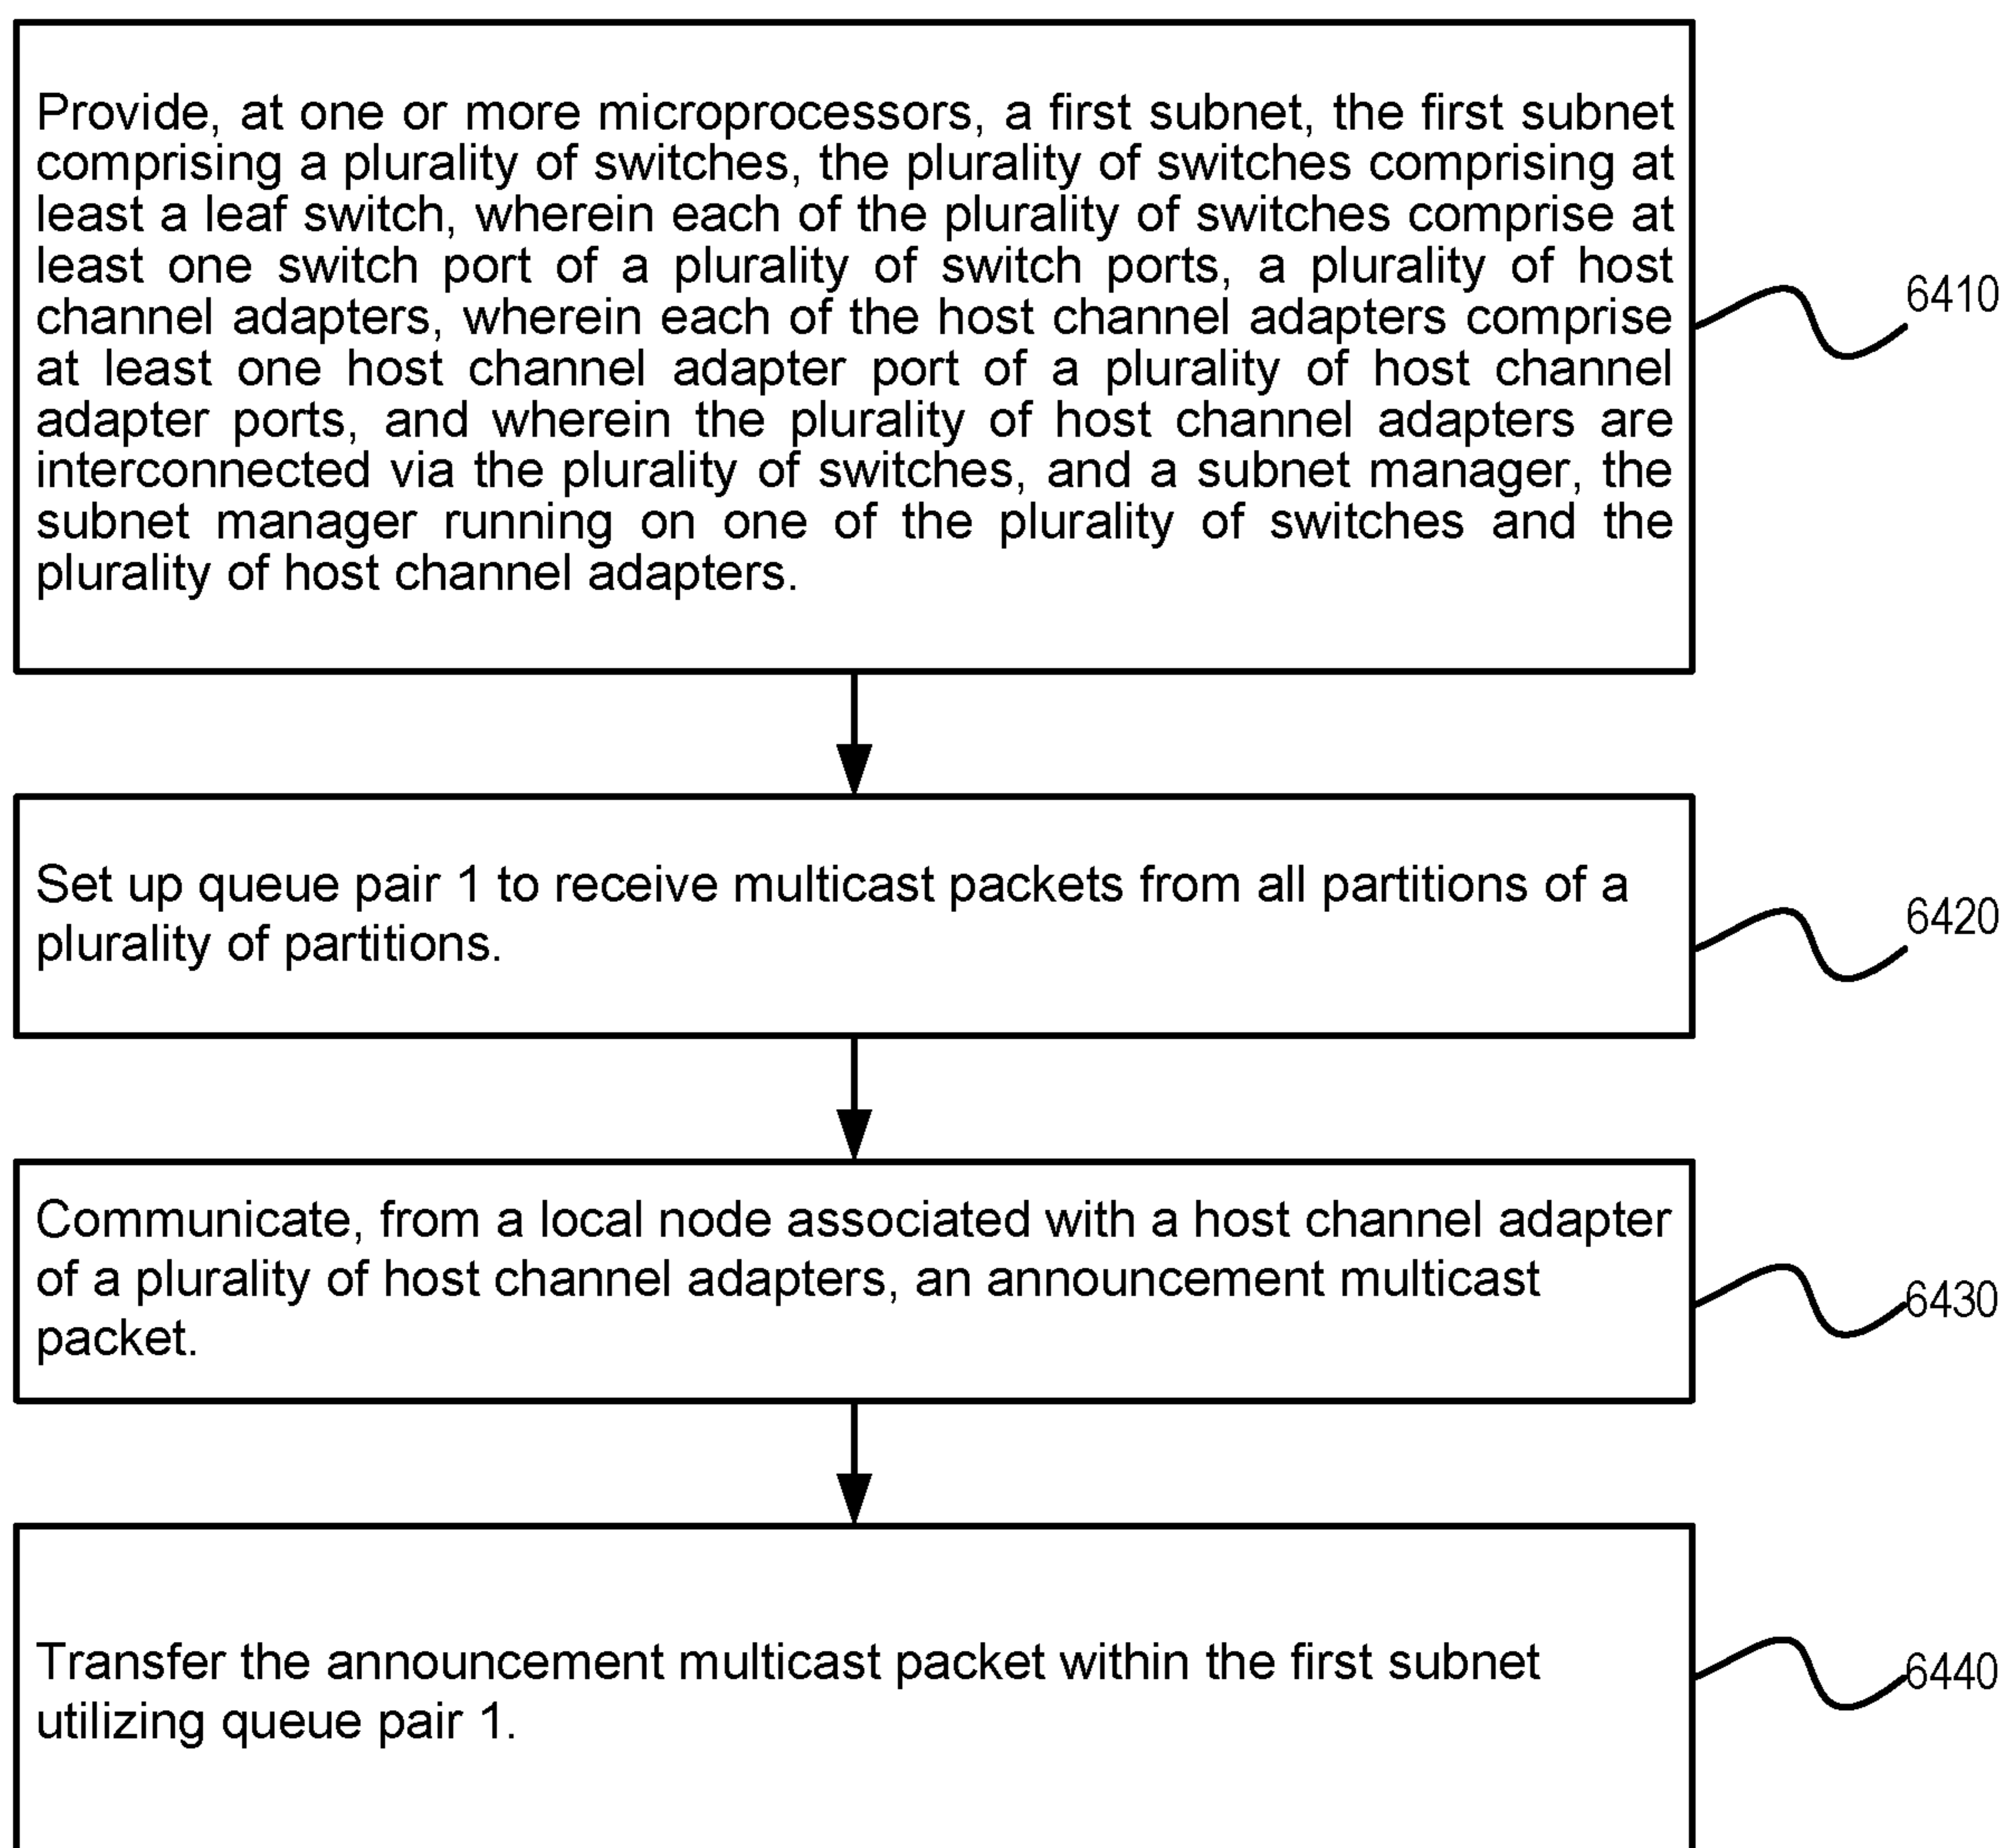 Provide, at one or more microprocessors, a first subnet, the first subnet
comprising a plurality of switches, the plurality of switches comprising at
least a leaf switch, wherein each of the plurality of switches comprise at
least one switch port of a plurality of switch ports, a plurality of host
channel adapters, wherein each of the host channel adapters comprise
at least one host channel adapter port of a plurality of host channel
adapter ports, and wherein the plurality of host channel adapters are
interconnected via the plurality of switches, and a subnet manager, the
subnet manager running on one of the plurality of switches and the
plurality of host channel adapters.
6410
Set up queue pair 1 to receive multicast packets from all partitions of a
plurality of partitions.
6420
Communicate, from a local node associated with a host channel adapter
of a plurality of host channel adapters, an announcement multicast
packet.
6430
Transfer the announcement multicast packet within the first subnet
utilizing queue pair 1.
6440